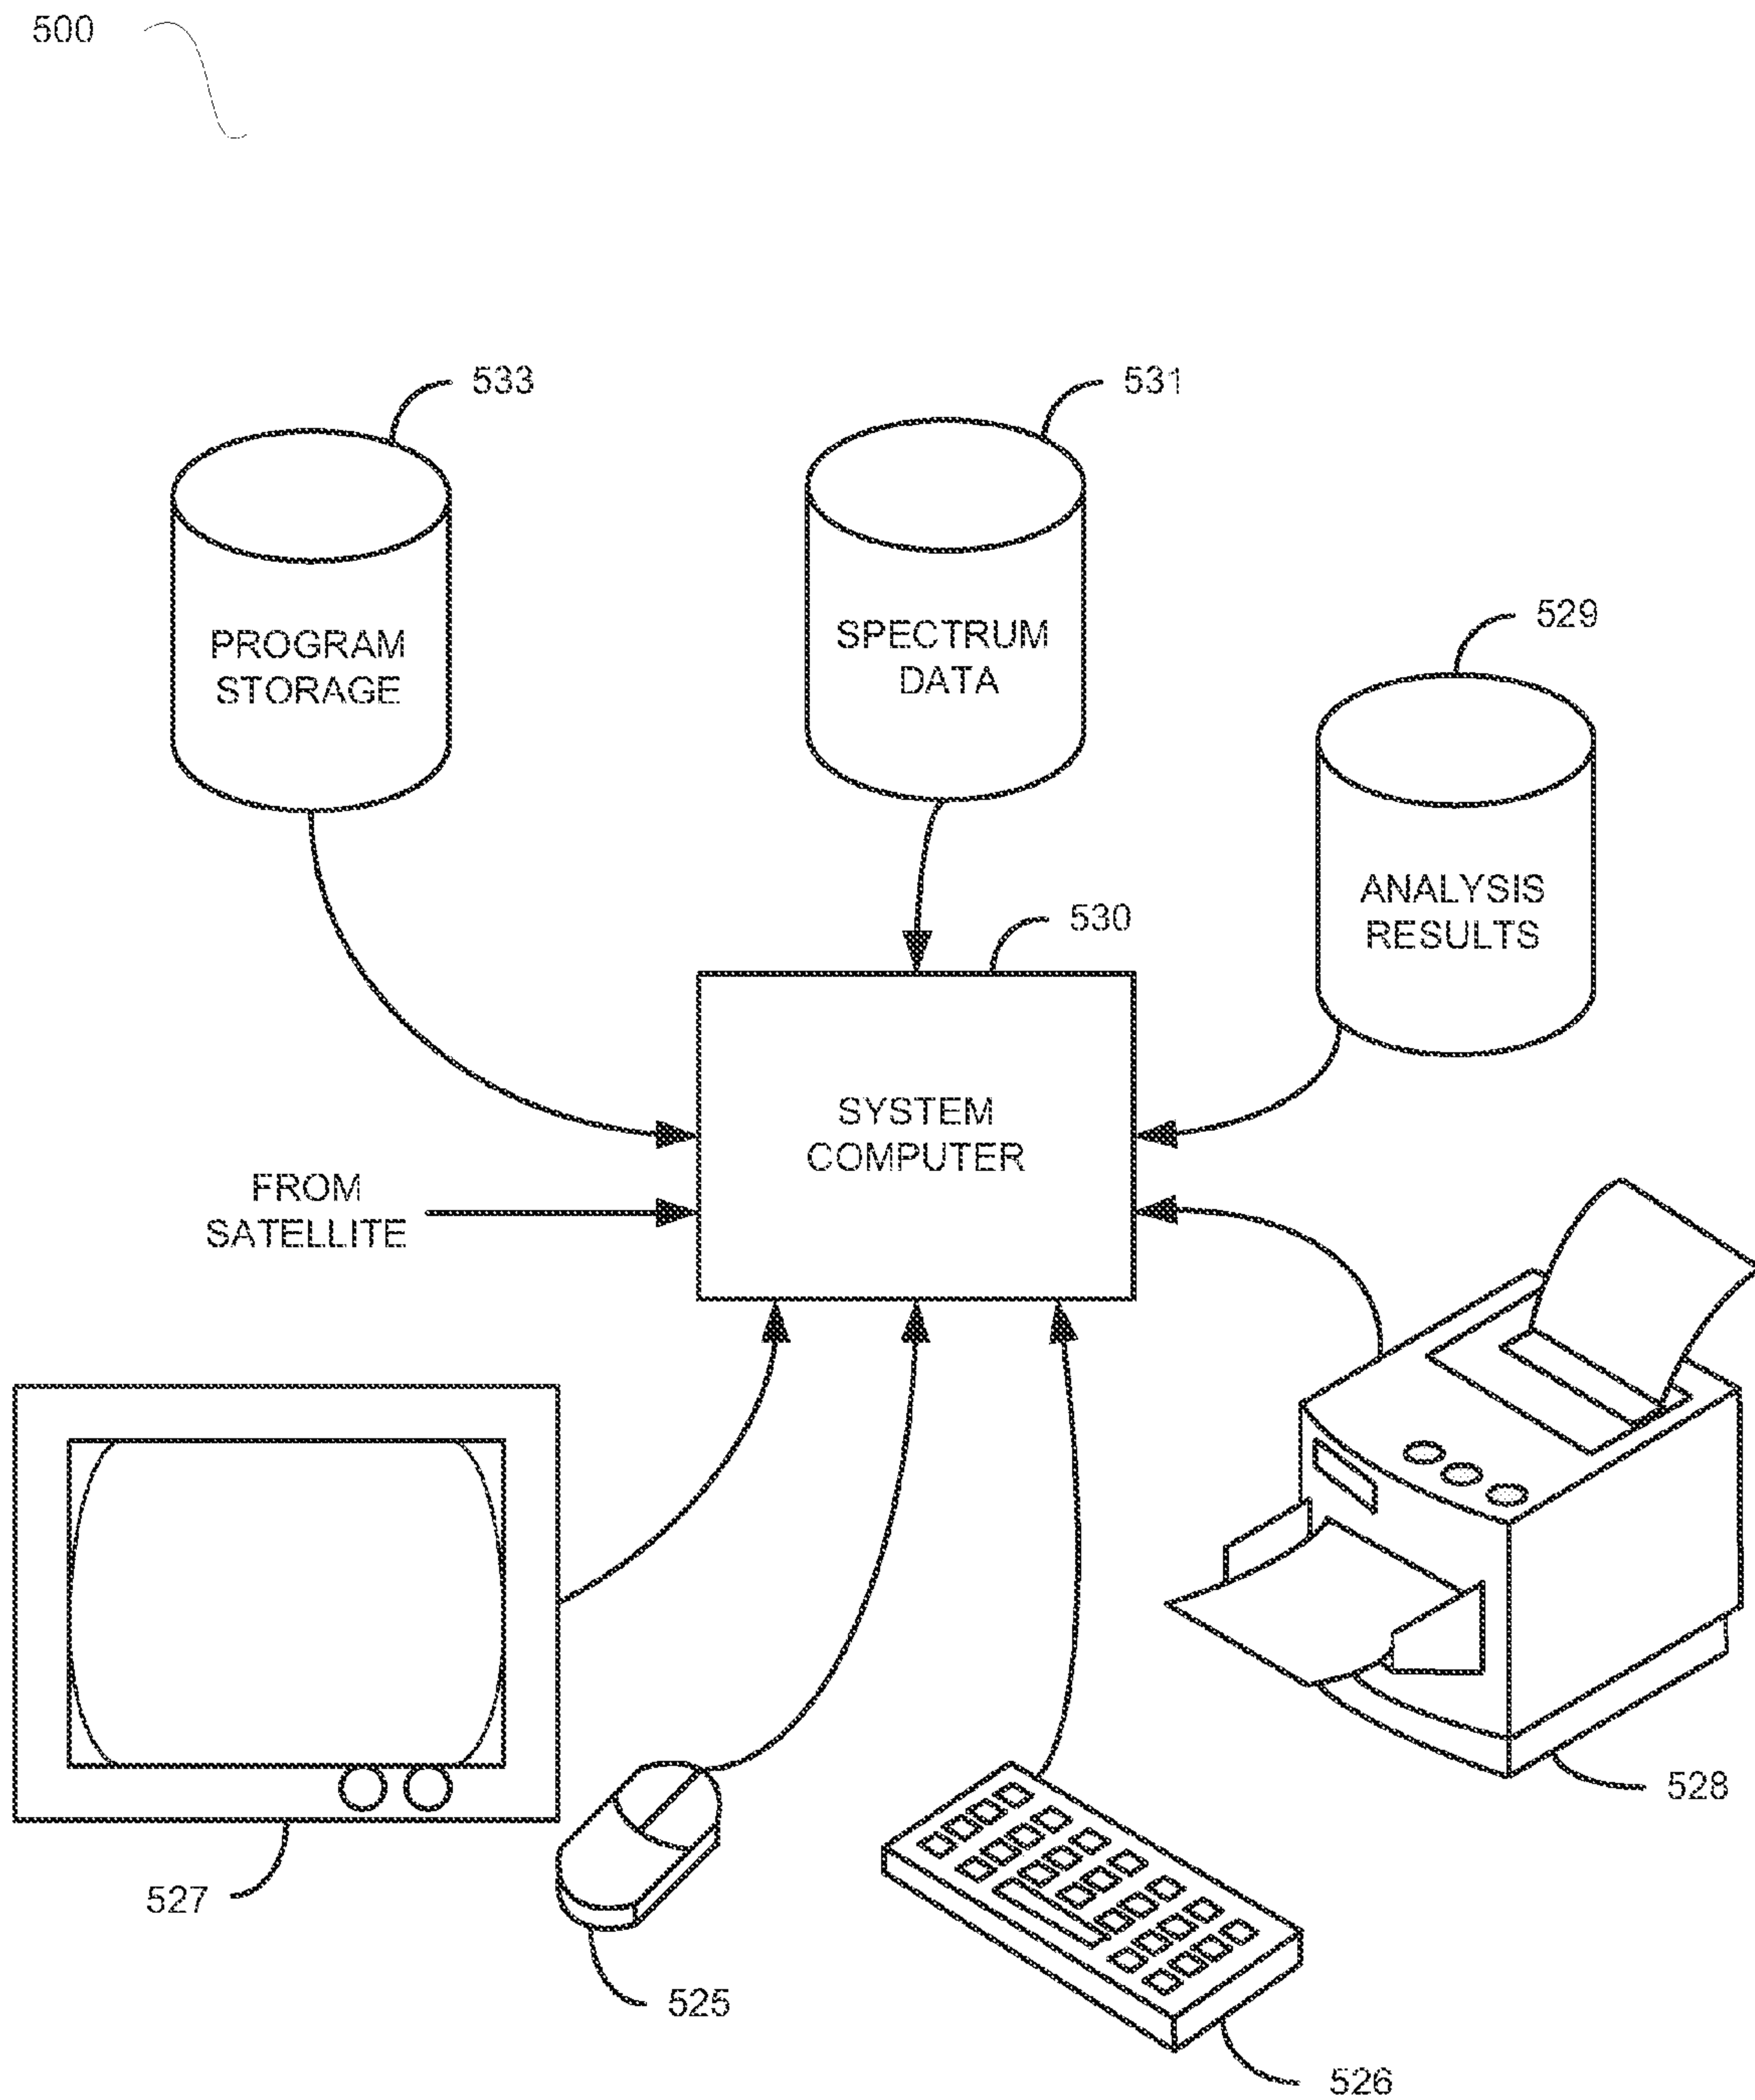 500
533
531
PROGRAM
STORAGE
SPECTRUM
DATA
529
ANALYSIS
RESULTS
530
SYSTEM
COMPUTER
FROM
SATELLITE
528
527
525
526